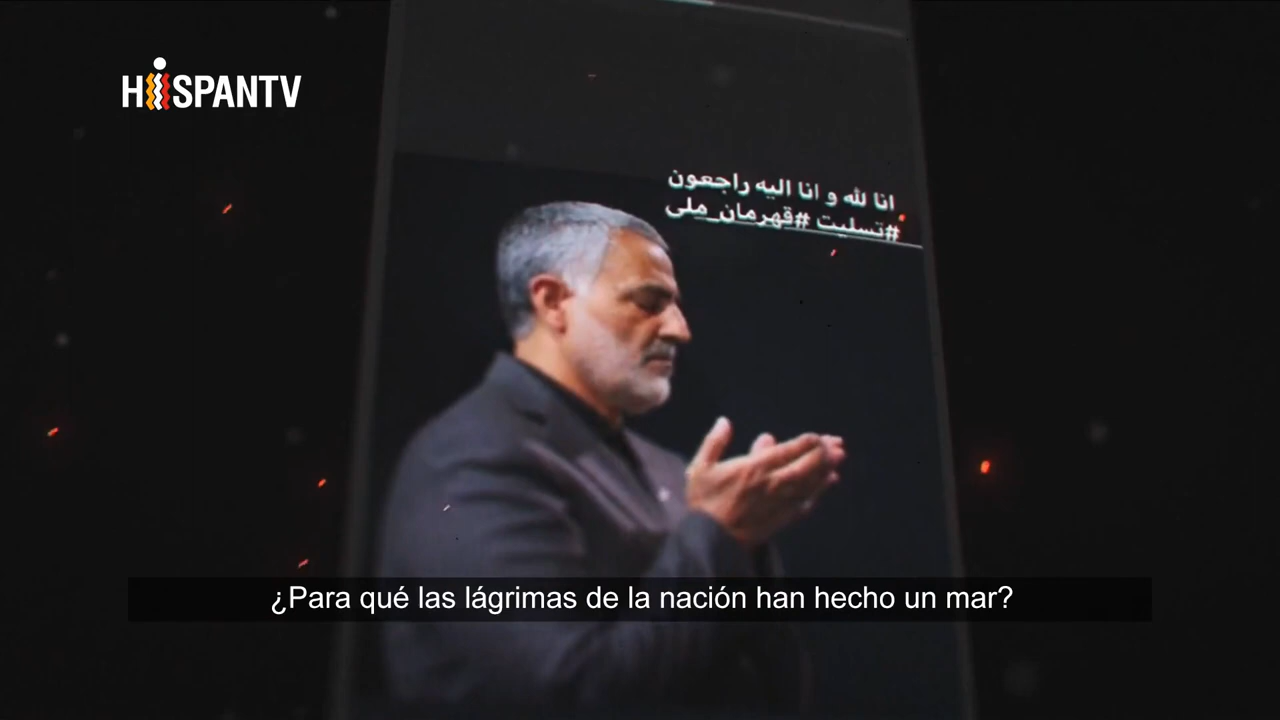 HiSPANTV
انا لله و انا الیه راجعون
#تسلیت #قهرمان_ملی
¿Para qué las lágrimas de la nación han hecho un mar?